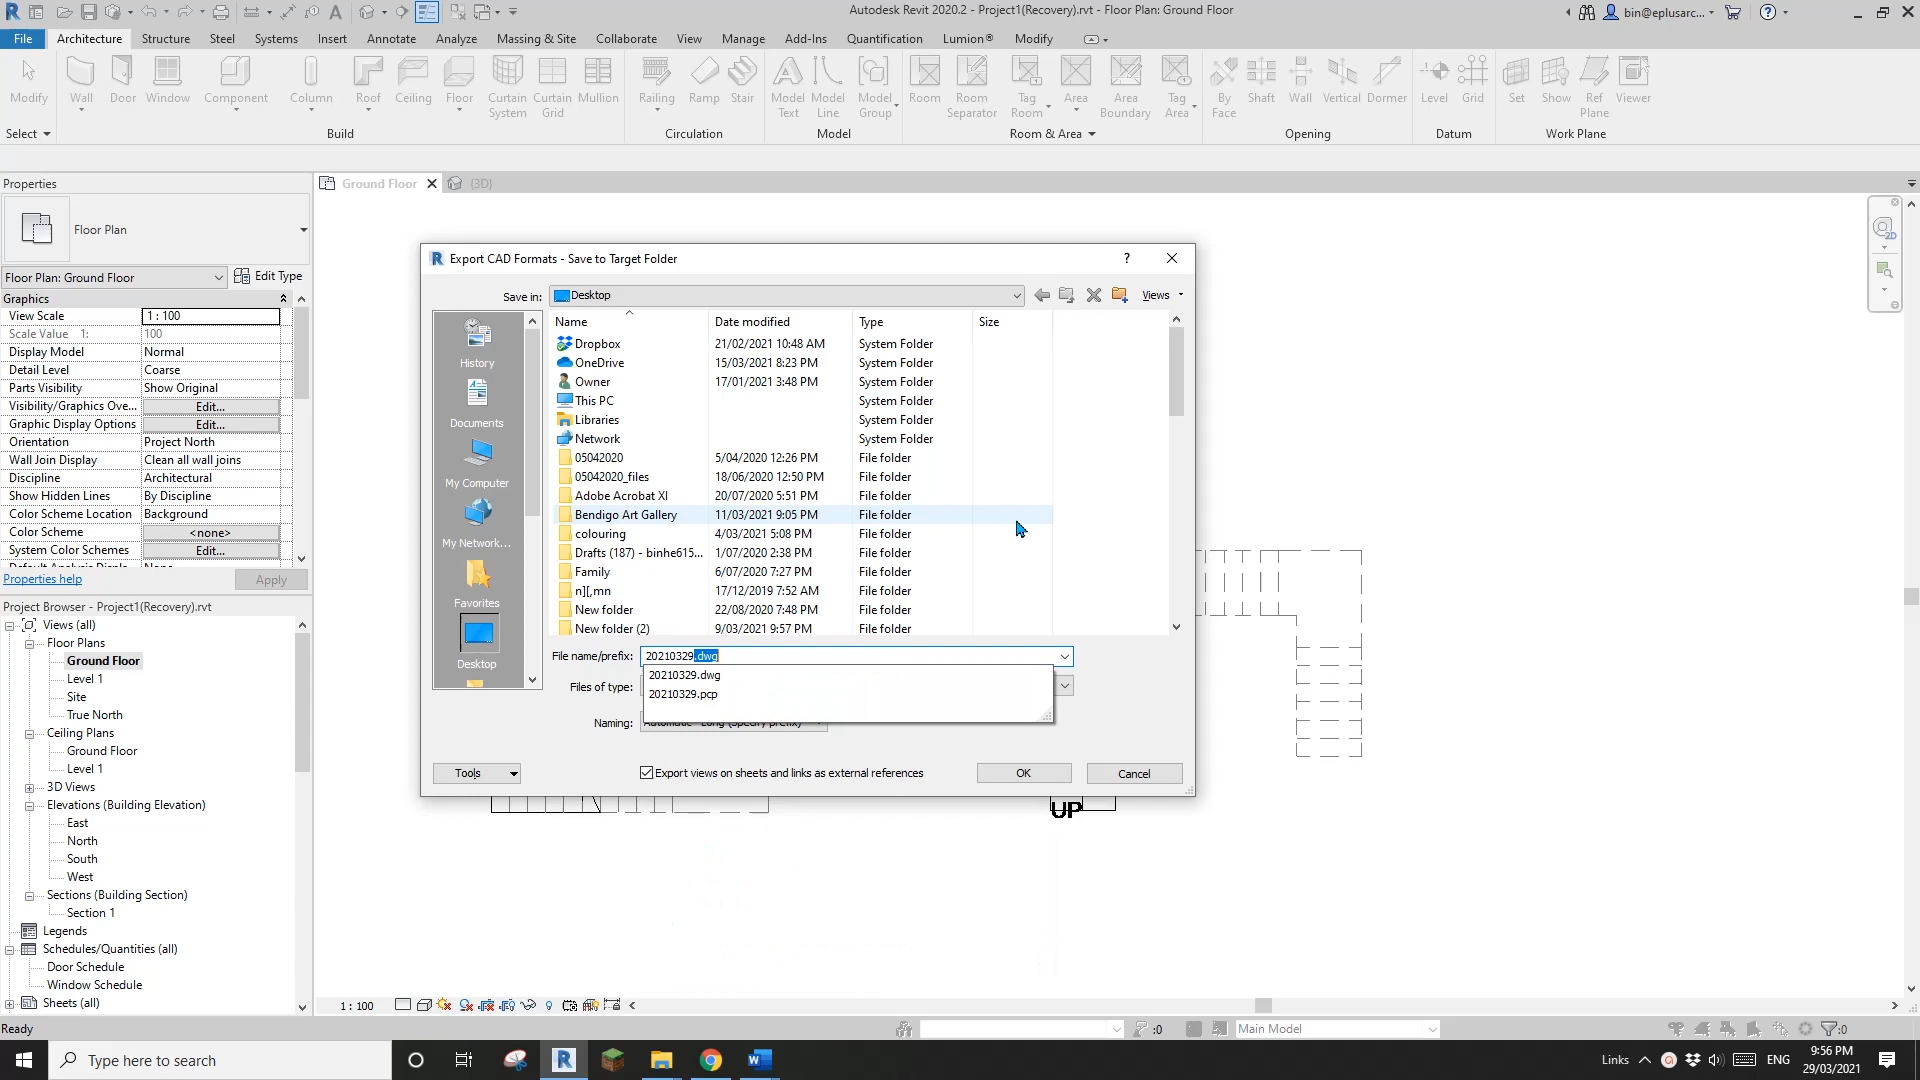 Autodesk Revit 2020.2 - Project1(Recovery).rvt - Floor Plan: Ground Floor
bin@eplusarc...
File Architecture Structure Steel Systems Insert Annotate Analyze Massing & Site Collaborate View Manage Add-Ins Quantification Lumion® Modify
Modify Wall Door Window Component Column Roof Ceiling Floor Curtain System Curtain Grid Mullion Railing Ramp Stair Model Text Model Line Model Group Room Room Separator Tag Room Area Area Boundary Tag Area By Face Shaft Wall Vertical Dormer Level Grid Set Show Ref Plane Viewer
Select Build Circulation Model Room & Area Opening Datum Work Plane
Properties
Ground Floor {3D}
Floor Plan
Floor Plan: Ground Floor Edit Type
Graphics
View Scale 1 : 100
Scale Value 1: 100
Display Model Normal
Detail Level Coarse
Parts Visibility Show Original
Visibility/Graphics Ove... Edit...
Graphic Display Options Edit...
Orientation Project North
Wall Join Display Clean all wall joins
Discipline Architectural
Show Hidden Lines By Discipline
Color Scheme Location Background
Color Scheme <none>
System Color Schemes Edit...
Properties help Apply
Project Browser - Project1(Recovery).rvt
Views (all)
Floor Plans
Ground Floor
Level 1
Site
True North
Ceiling Plans
Ground Floor
Level 1
3D Views
Elevations (Building Elevation)
East
North
South
West
Sections (Building Section)
Section 1
Legends
Schedules/Quantities (all)
Door Schedule
Window Schedule
Sheets (all)
Export CAD Formats - Save to Target Folder
Save in: Desktop Views
History
Documents
My Computer
My Network...
Favorites
Desktop
Name Date modified Type Size
Dropbox 21/02/2021 10:48 AM System Folder
OneDrive 15/03/2021 8:23 PM System Folder
Owner 17/01/2021 3:48 PM System Folder
This PC System Folder
Libraries System Folder
Network System Folder
05042020 5/04/2020 12:26 PM File folder
05042020_files 18/06/2020 12:50 PM File folder
Adobe Acrobat XI 20/07/2020 5:51 PM File folder
Bendigo Art Gallery 11/03/2021 9:05 PM File folder
colouring 4/03/2021 5:08 PM File folder
Drafts (187) - binhe615... 1/07/2020 2:38 PM File folder
Family 6/07/2020 7:27 PM File folder
n][,mn 17/12/2019 7:52 AM File folder
New folder 22/08/2020 7:48 PM File folder
New folder (2) 9/03/2021 9:57 PM File folder
File name/prefix: 20210329.dwg
20210329.dwg
Files of type:
20210329.pcp
Naming: Automatic - Long (Specify prefix)
Tools Export views on sheets and links as external references OK Cancel
UP
2D
1 : 100
Ready :0 Main Model :0
Type here to search
Links ENG 9:56 PM
29/03/2021